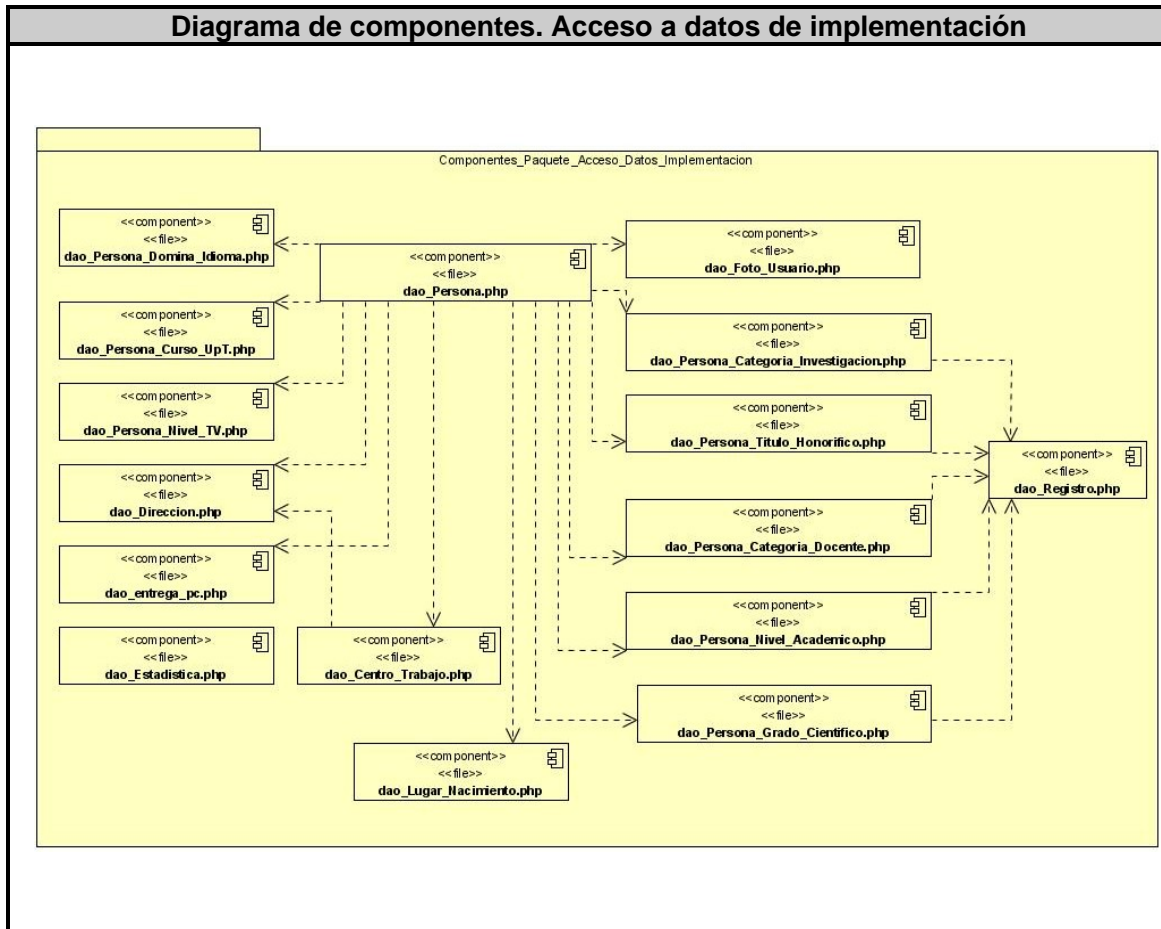 Diagrama de componentes. Acceso a datos de implementación
Componentes_Paquete_Acceso_Datos_Implementacion
<<component>>
<<file>>
dao_Persona_Domina_Idioma.php
<<component>>
<<file>>
dao_Persona.php
<<component>>
<<file>>
dao_Foto_Usuario.php
<<component>>
<<file>>
dao_Persona_Curso_UpT.php
<<component>>
<<file>>
dao_Persona_Categoria_Investigacion.php
<<component>>
<<file>>
dao_Persona_Nivel_TV.php
<<component>>
<<file>>
dao_Persona_Titulo_Honorifico.php
<<component>>
<<file>>
dao_Registro.php
<<component>>
<<file>>
dao_Direccion.php
<<component>>
<<file>>
dao_Persona_Categoria_Docente.php
<<component>>
<<file>>
dao_entrega_pc.php
<<component>>
<<file>>
dao_Persona_Nivel_Academico.php
<<component>>
<<file>>
dao_Estadistica.php
<<component>>
<<file>>
dao_Centro_Trabajo.php
<<component>>
<<file>>
dao_Persona_Grado_Cientifico.php
<<component>>
<<file>>
dao_Lugar_Nacimiento.php